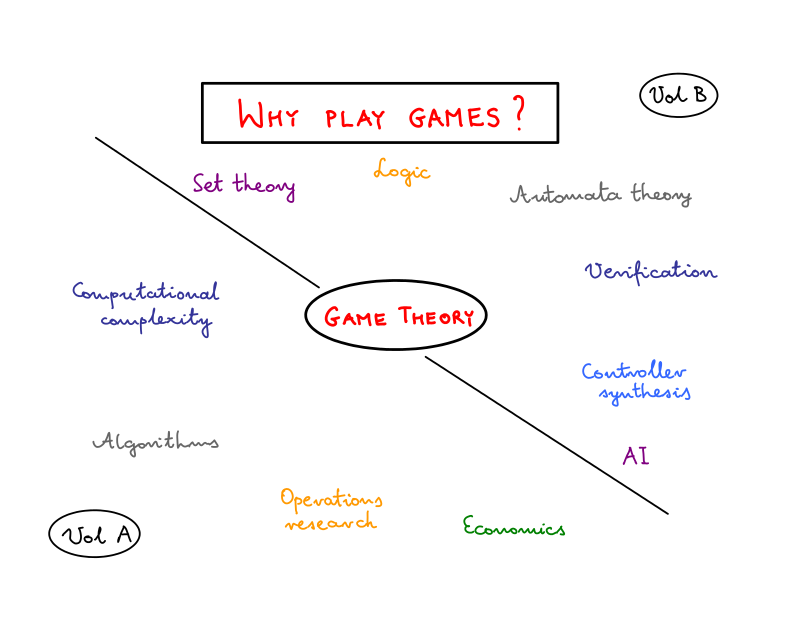 WHY PLAY GAMES?
Vol B
Logic
Set theory
Automata theory
Verification
Computational
complexity
GAME THEORY
Controller
synthesis
Algorithms
AI
Operations
research
Economics
Vol A